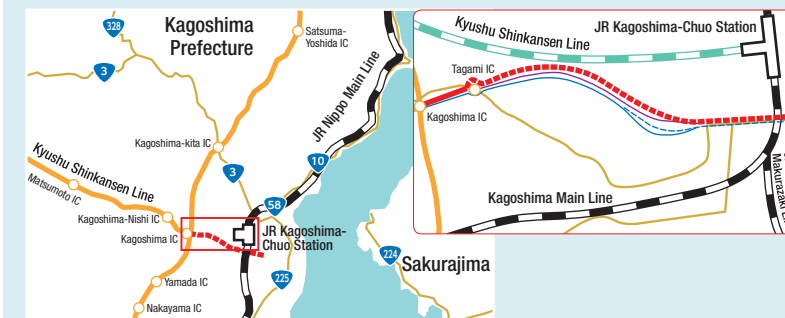 328
Kagoshima
Prefecture
Satsuma-
Yoshida IC
3
JR Nippo Main Line
Kagoshima-kita IC
10
Kyushu Shinkansen Line
3
Matsumoto IC
58
Kagoshima-Nishi IC
Kagoshima IC
JR Kagoshima-
Chuo Station
224
Sakurajima
225
Yamada IC
Nakayama IC
Kyushu Shinkansen Line
JR Kagoshima-Chuo Station
Tagami IC
Kagoshima IC
Kagoshima Main Line
Makurazaki